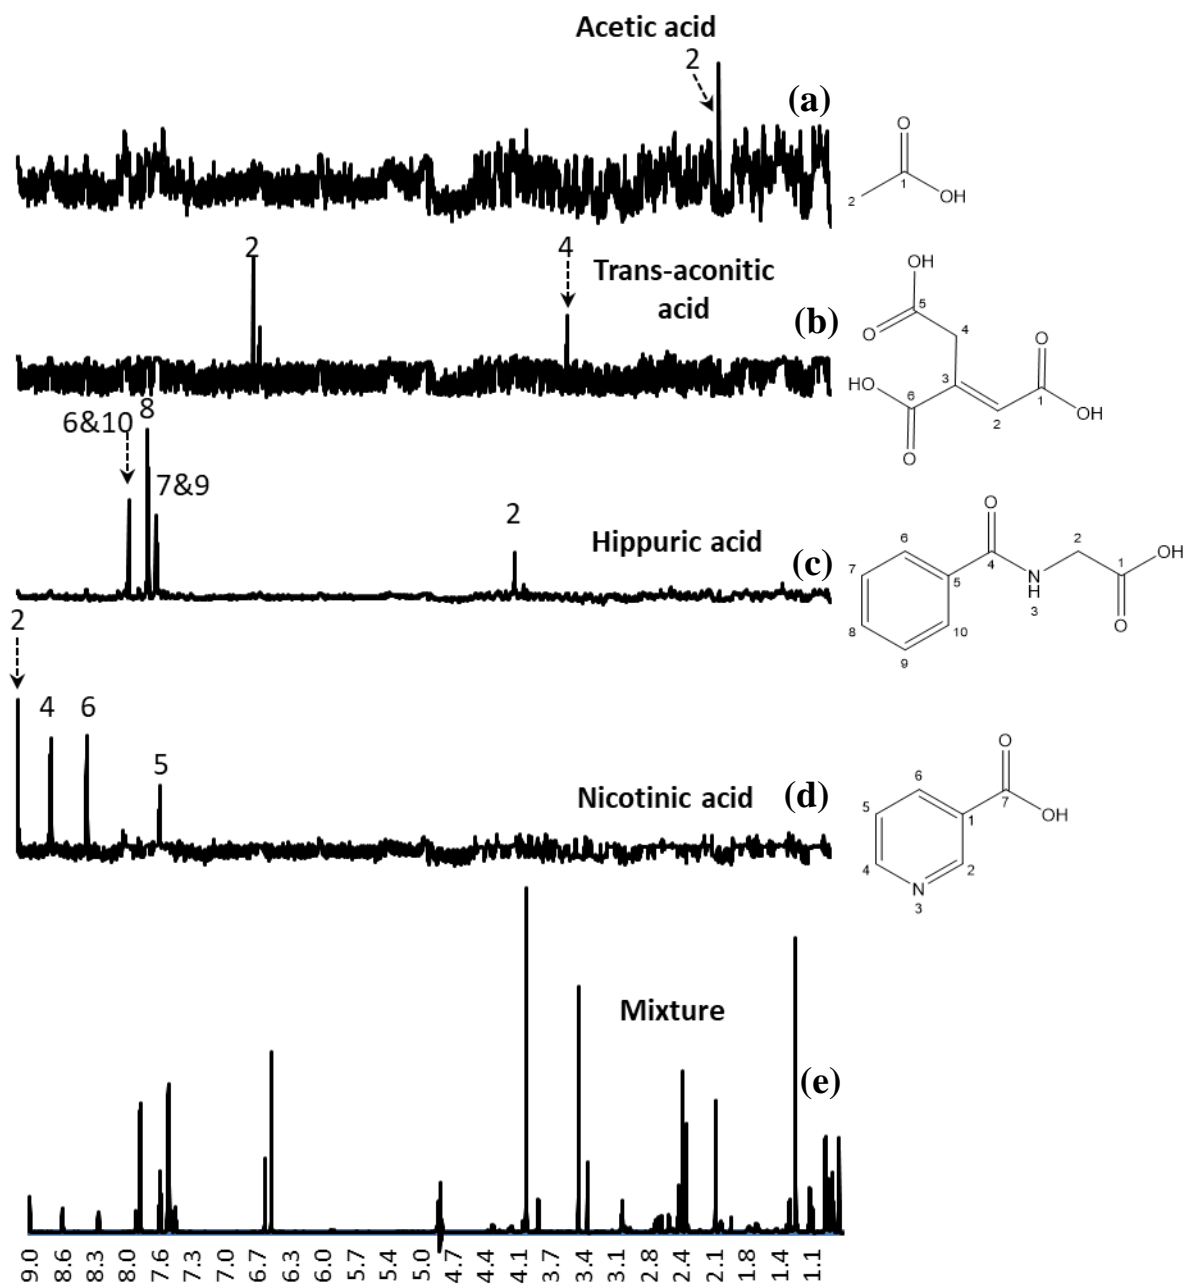 Acetic acid
2
(a)
O
1
2
OH
2
4
Trans-aconitic
acid
(b)
OH
5
O
4
O
HO
3
6
1
2
OH
O
6&10
8
7&9
2
Hippuric acid
(c)
O
6
2
7
4
1
OH
5
N
H
3
8
10
O
9
2
4
6
5
Nicotinic acid
(d)
O
6
5
7
1
OH
4
2
N
3
Mixture
(e)
9.0 8.6 8.3 8.0 7.6 7.3 7.0 6.7 6.3 6.0 5.7 5.4 5.0 4.7 4.4 4.1 3.7 3.4 3.1 2.8 2.4 2.1 1.8 1.4 1.1